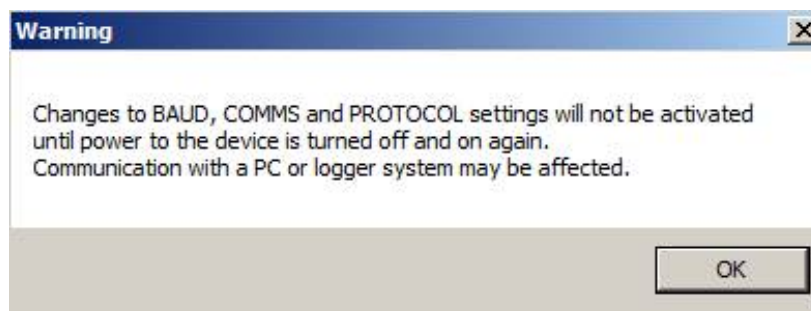 Warning
Changes to BAUD, COMMS and PROTOCOL settings will not be activated
until power to the device is turned off and on again.
Communication with a PC or logger system may be affected.
OK